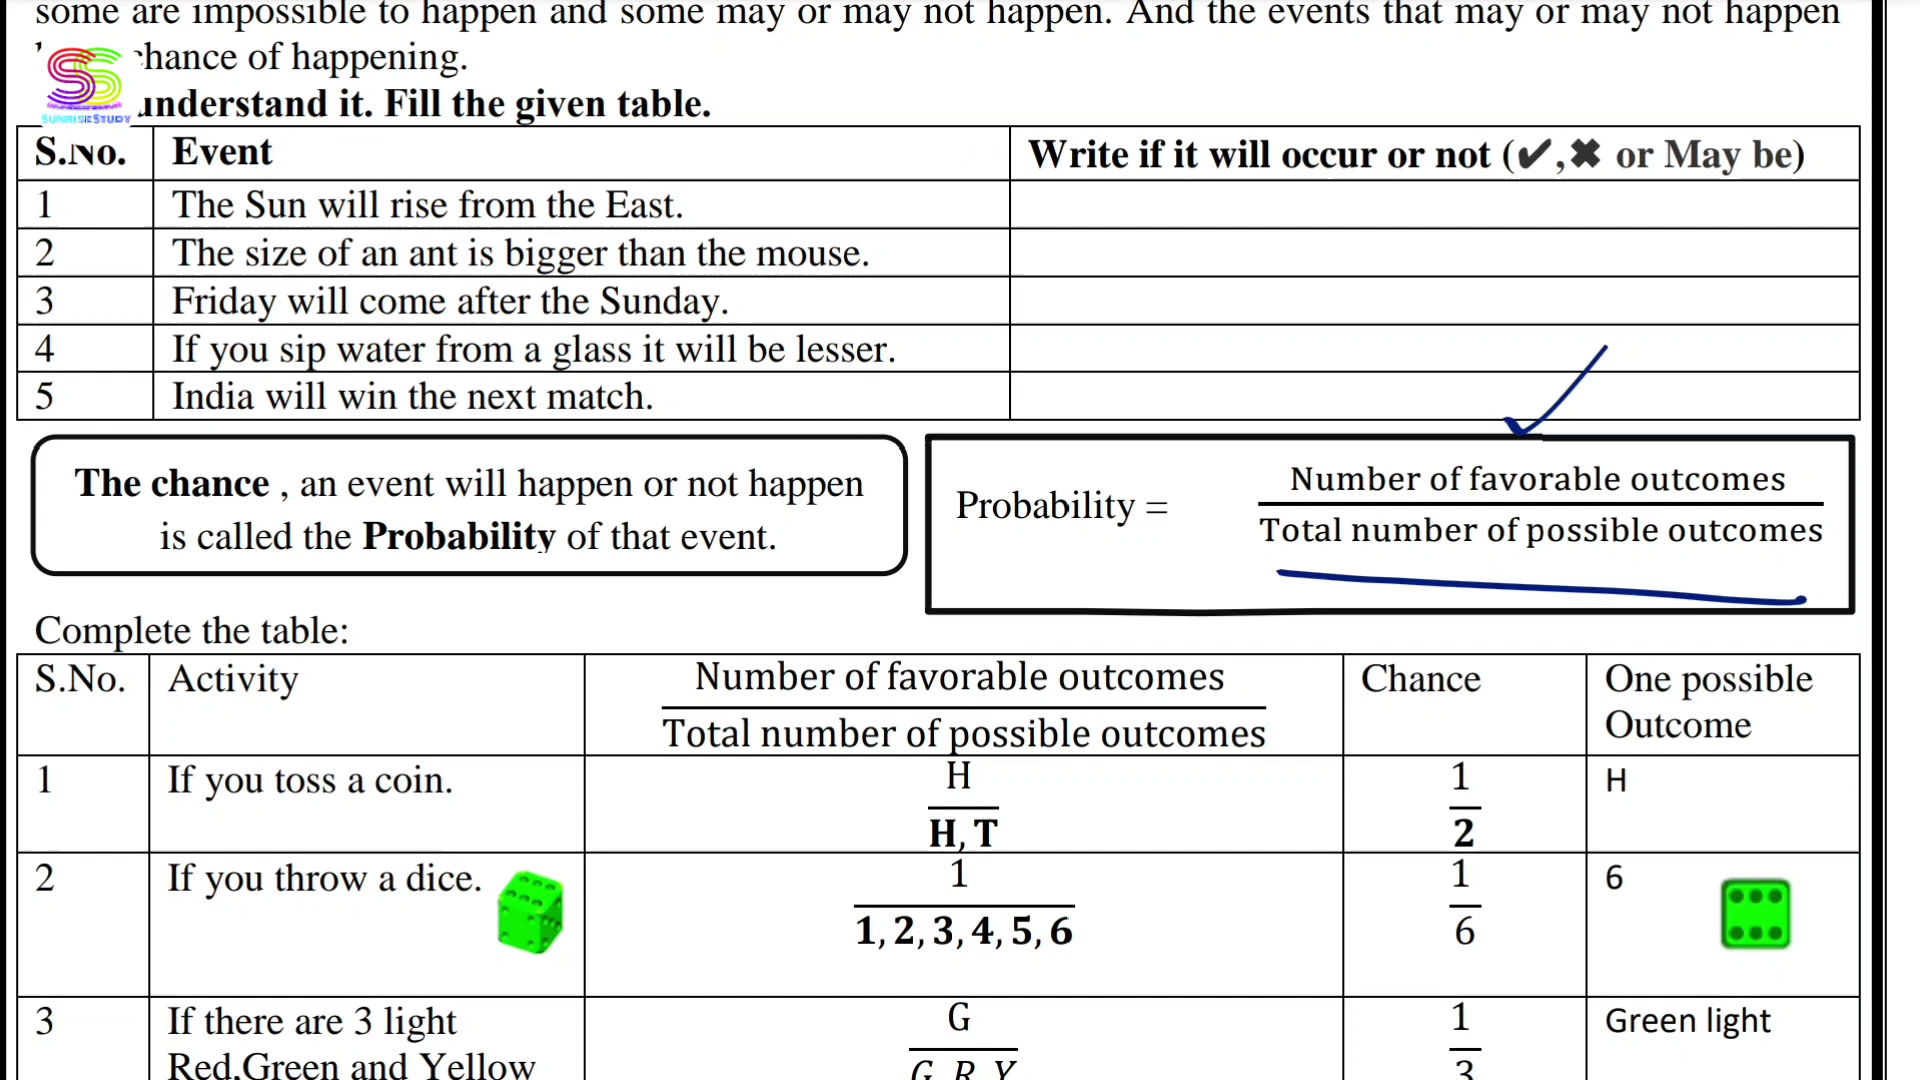 some are impossible to happen and some may or may not happen. And the events that may or may not happen
chance of happening.
SUNRISE STUDY
understand it. Fill the given table.
S.No. Event Write if it will occur or not (✔,✖ or May be)
1 The Sun will rise from the East.
2 The size of an ant is bigger than the mouse.
3 Friday will come after the Sunday.
4 If you sip water from a glass it will be lesser.
5 India will win the next match.
The chance , an event will happen or not happen
is called the Probability of that event.
Probability =
Number of favorable outcomes
Total number of possible outcomes
Complete the table:
S.No. Activity Number of favorable outcomes Chance One possible
Total number of possible outcomes Outcome
1 If you toss a coin. H 1 H
H, T 2
2 If you throw a dice. 1 1 6
1, 2, 3, 4, 5, 6 6
3 If there are 3 light G 1 Green light
Red,Green and Yellow G R Y 3